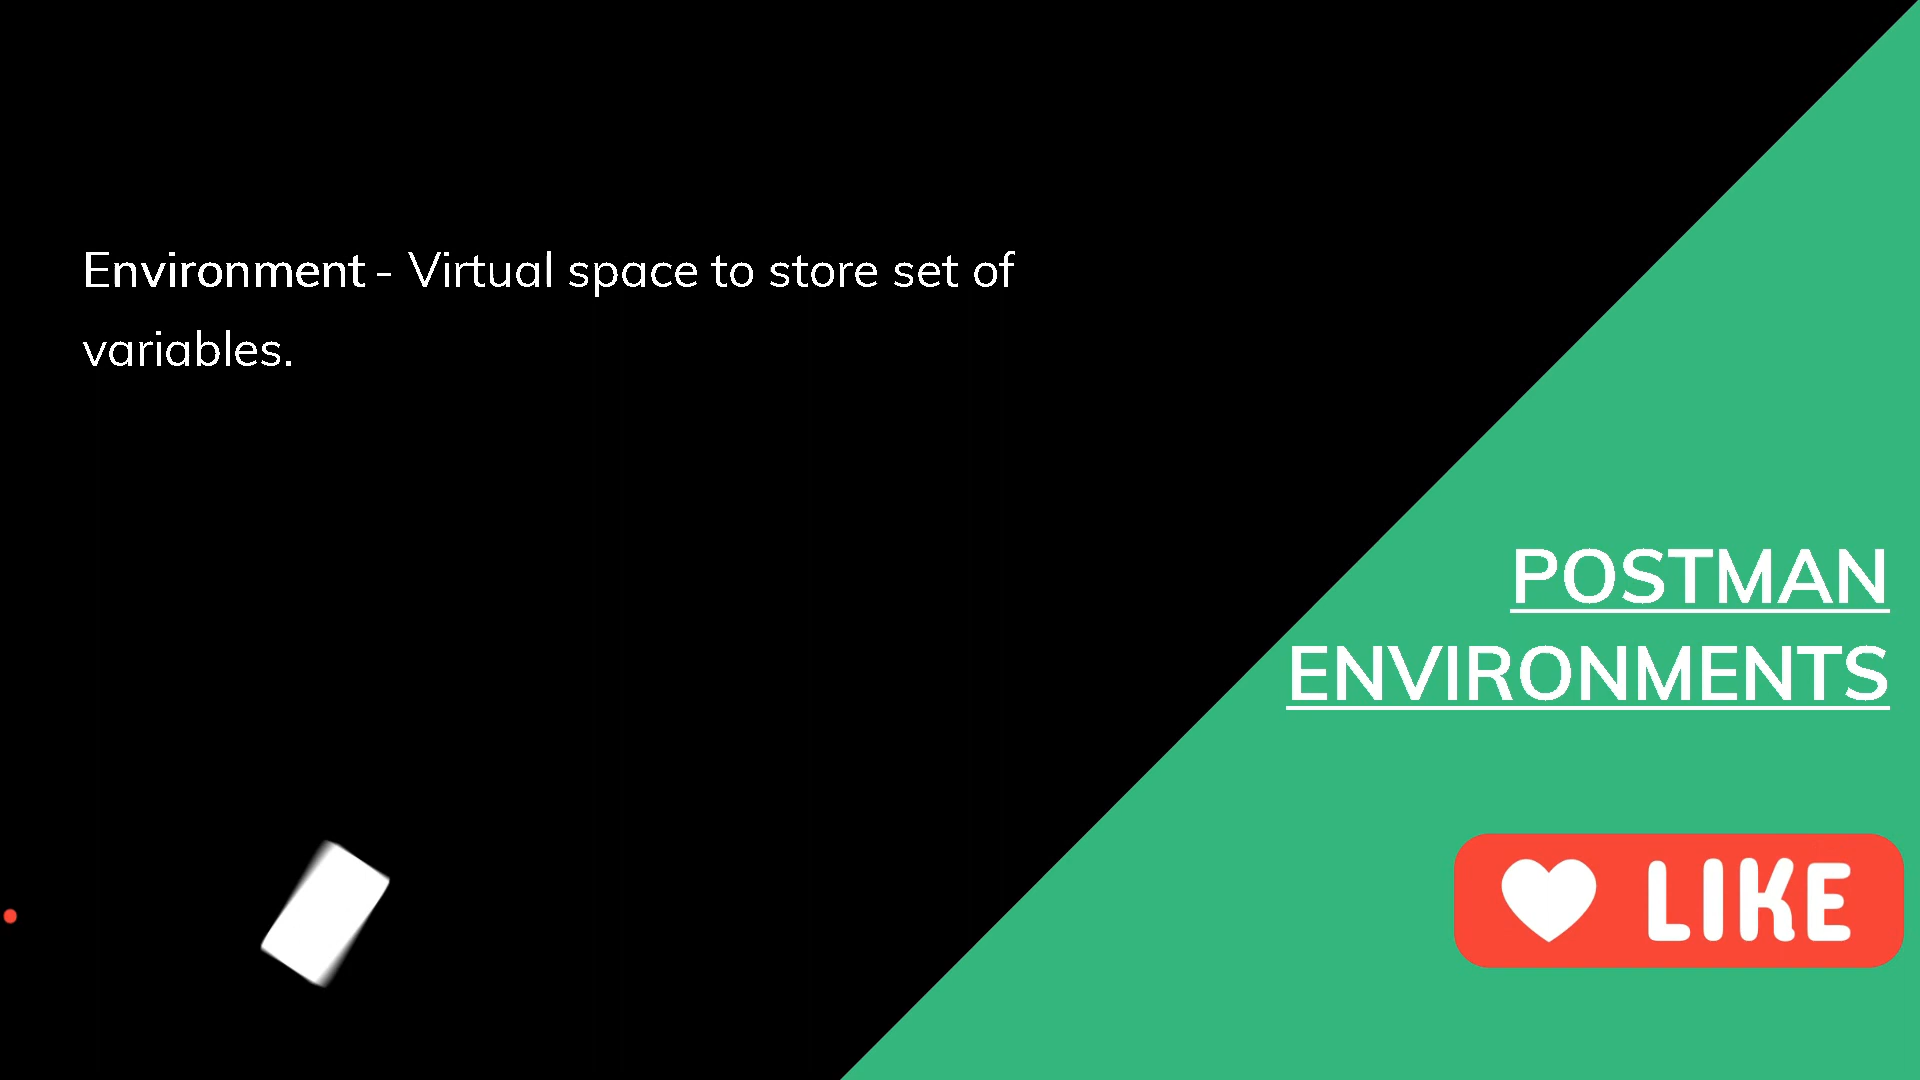 Environment - Virtual space to store set of
variables.
POSTMAN
ENVIRONMENTS
LIKE